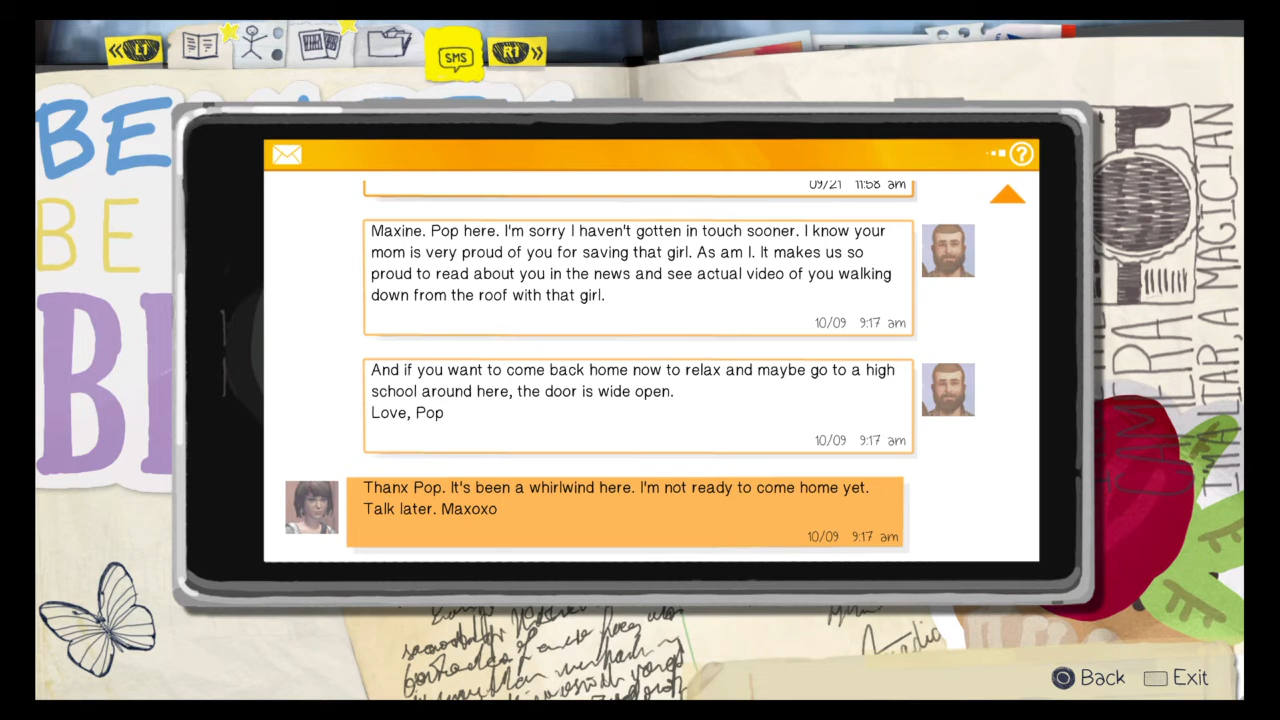 L1
SMS
R1
BE
BE
09/21 11:58 am
Maxine. Pop here. I'm sorry I haven't gotten in touch sooner. I know your
mom is very proud of you for saving that girl. As am I. It makes us so
proud to read about you in the news and see actual video of you walking
down from the roof with that girl.
10/09 9:17 am
And if you want to come back home now to relax and maybe go to a high
school around here, the door is wide open.
Love, Pop
10/09 9:17 am
Thanx Pop. It's been a whirlwind here. I'm not ready to come home yet.
Talk later. Maxoxo
10/09 9:17 am
CAMERA
LIAR, A MAGICIAN
Back
Exit